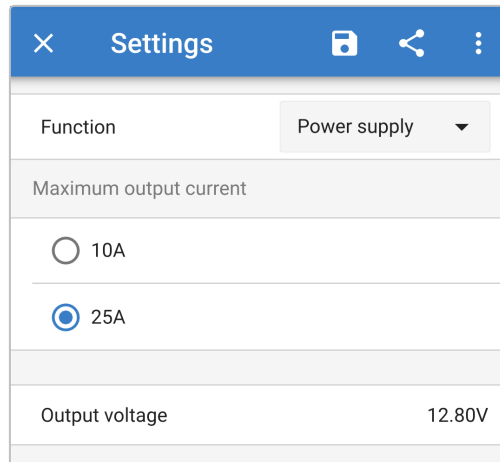 Settings
Function Power supply
Maximum output current
10A
25A
Output voltage 12.80V